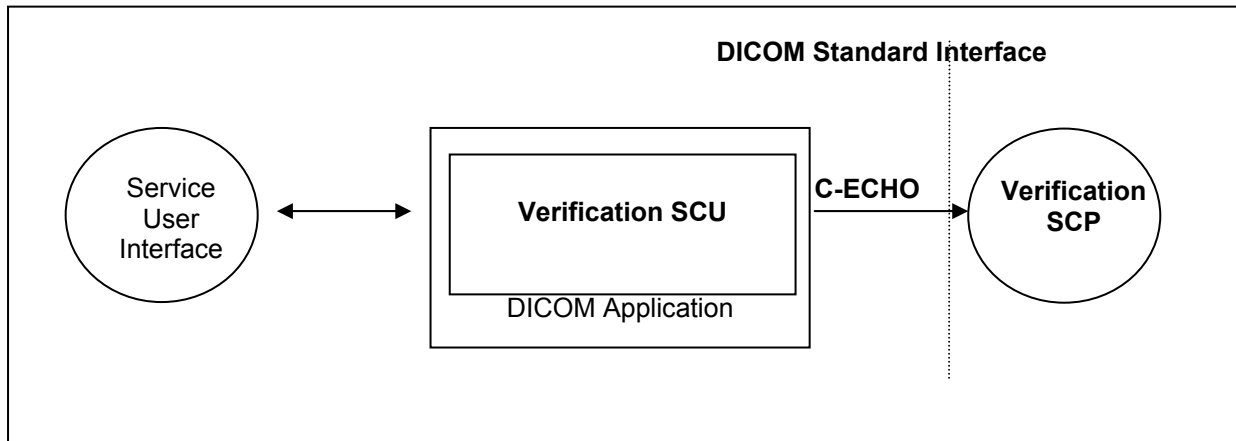 DICOM Standard Interface
Service
User
Interface
Verification SCU
DICOM Application
C-ECHO
Verification
SCP